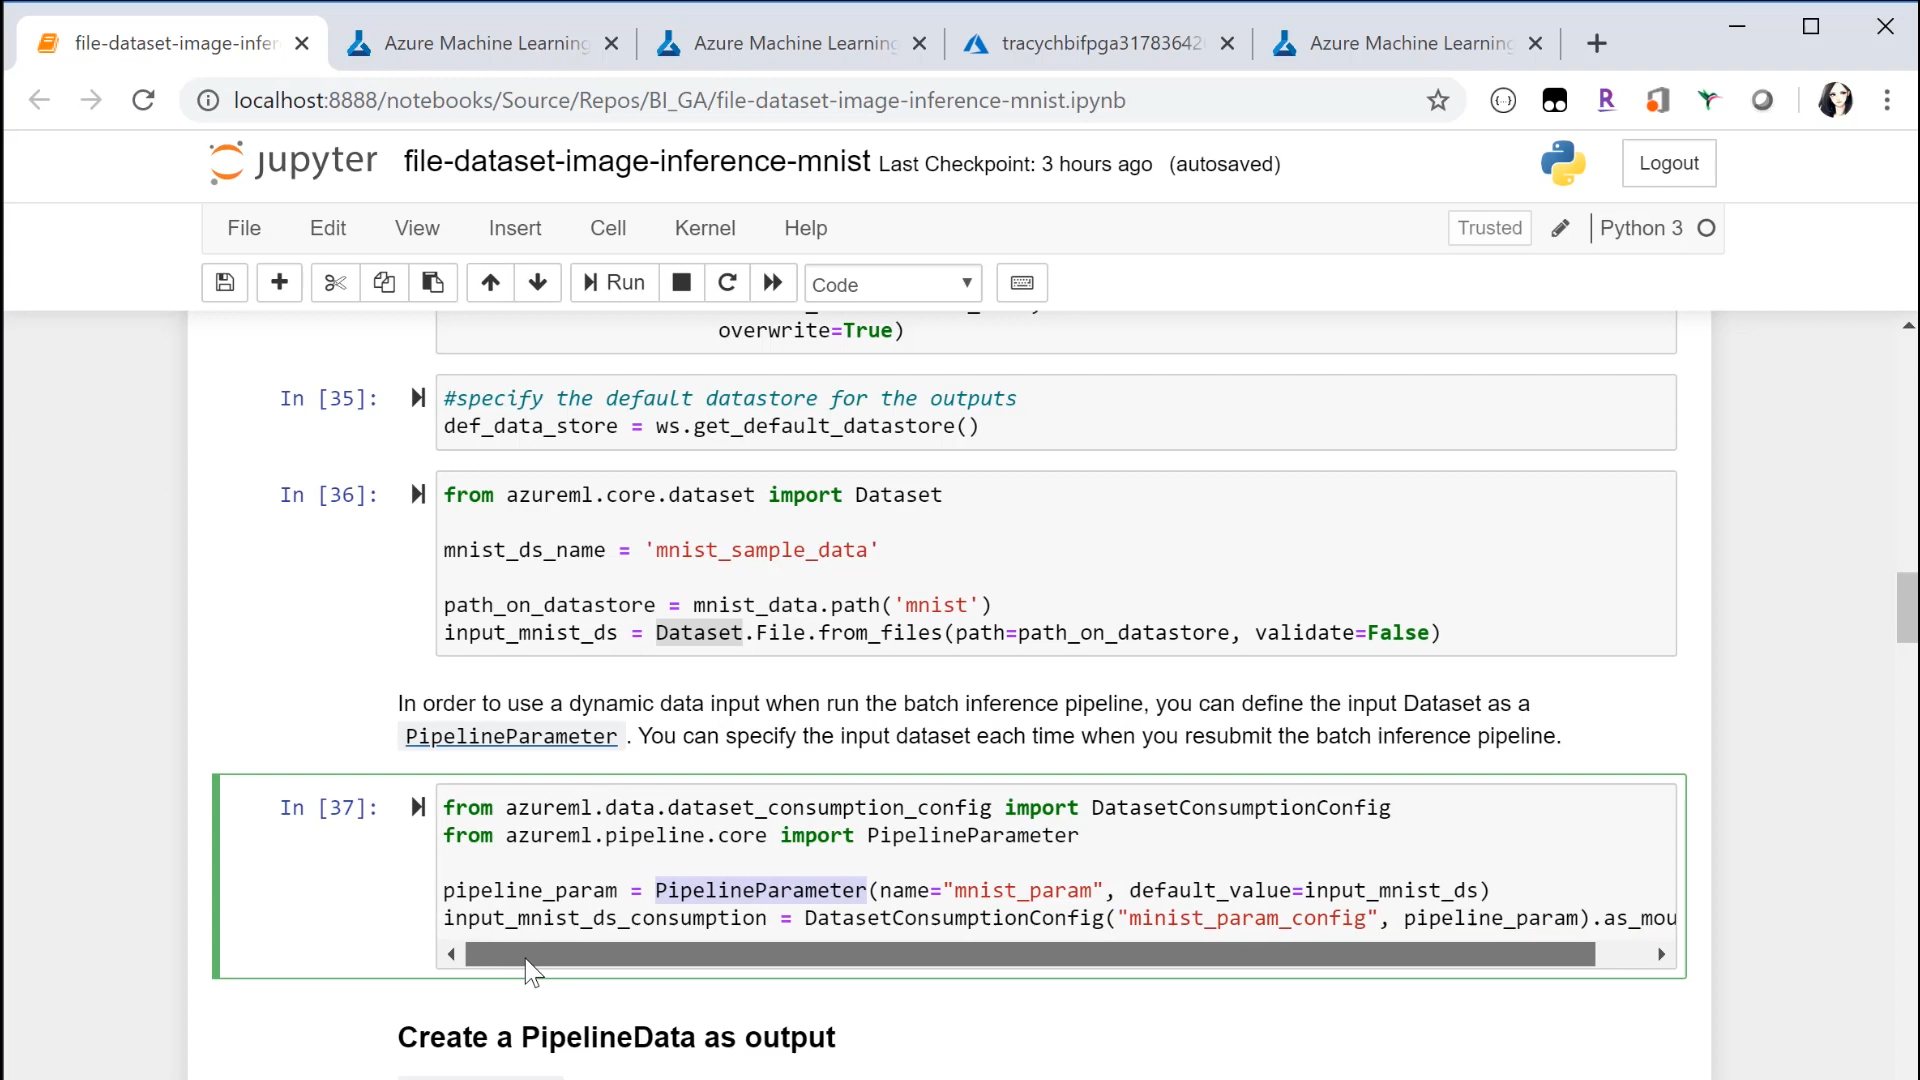 file-dataset-image-infer
Azure Machine Learning
Azure Machine Learning
tracychbifpga31783642
Azure Machine Learning
localhost:8888/notebooks/Source/Repos/BI_GA/file-dataset-image-inference-mnist.ipynb
jupyter file-dataset-image-inference-mnist Last Checkpoint: 3 hours ago (autosaved)
Logout
File Edit View Insert Cell Kernel Help
Trusted Python 3
Run Code
overwrite=True)
In [35]: #specify the default datastore for the outputs
def_data_store = ws.get_default_datastore()
In [36]: from azureml.core.dataset import Dataset
mnist_ds_name = 'mnist_sample_data'
path_on_datastore = mnist_data.path('mnist')
input_mnist_ds = Dataset.File.from_files(path=path_on_datastore, validate=False)
In order to use a dynamic data input when run the batch inference pipeline, you can define the input Dataset as a
PipelineParameter . You can specify the input dataset each time when you resubmit the batch inference pipeline.
In [37]: from azureml.data.dataset_consumption_config import DatasetConsumptionConfig
from azureml.pipeline.core import PipelineParameter
pipeline_param = PipelineParameter(name="mnist_param", default_value=input_mnist_ds)
input_mnist_ds_consumption = DatasetConsumptionConfig("minist_param_config", pipeline_param).as_mou
Create a PipelineData as output